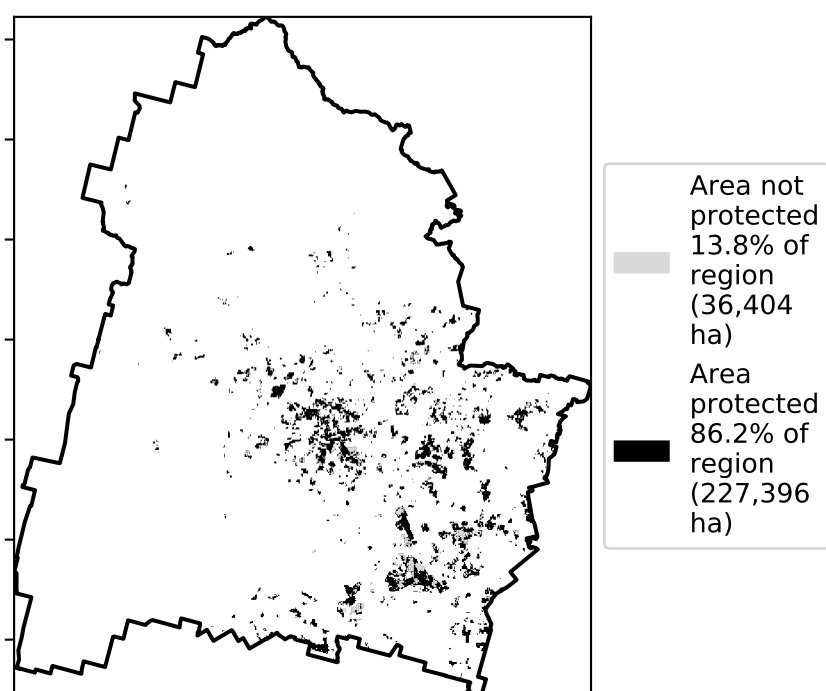 Area not
protected
13.8% of
region
(36,404
ha)
Area
protected
86.2% of
region
(227,396
ha)